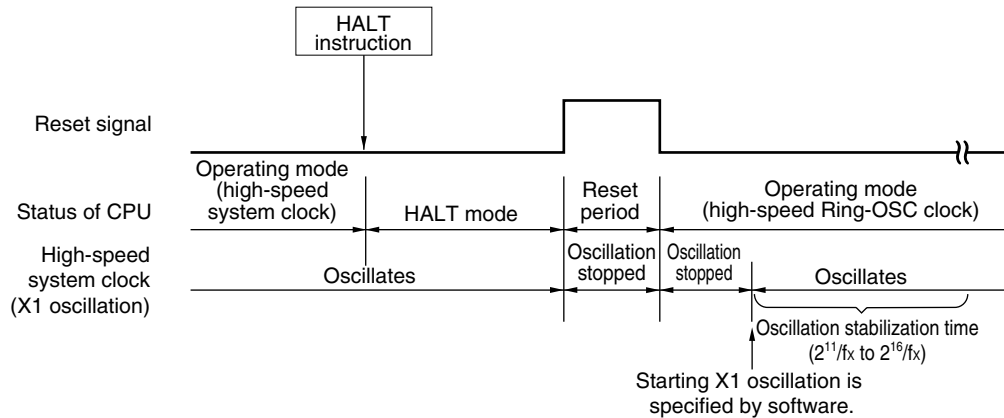 HALT
instruction
Reset signal
Operating mode
(high-speed
system clock)
Status of CPU
HALT mode
Reset
period
Operating mode
(high-speed Ring-OSC clock)
High-speed
system clock
(X1 oscillation)
Oscillates
Oscillation
stopped
Oscillation
stopped
Oscillates
Oscillation stabilization time
(2¹¹/fx to 2¹⁶/fx)
Starting X1 oscillation is
specified by software.